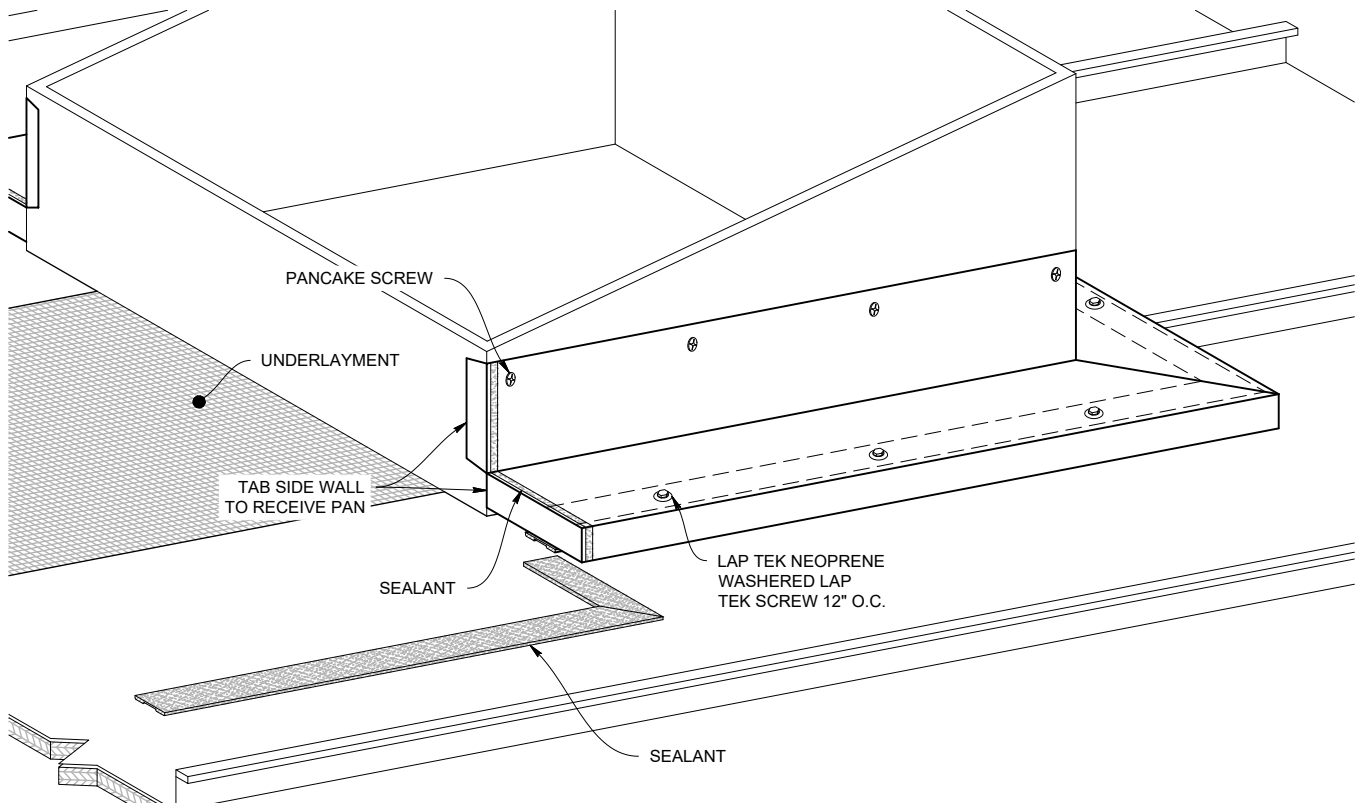 PANCAKE SCREW
UNDERLAYMENT
TAB SIDE WALL
TO RECEIVE PAN
SEALANT
LAP TEK NEOPRENE
WASHERED LAP
TEK SCREW 12" O.C.
SEALANT